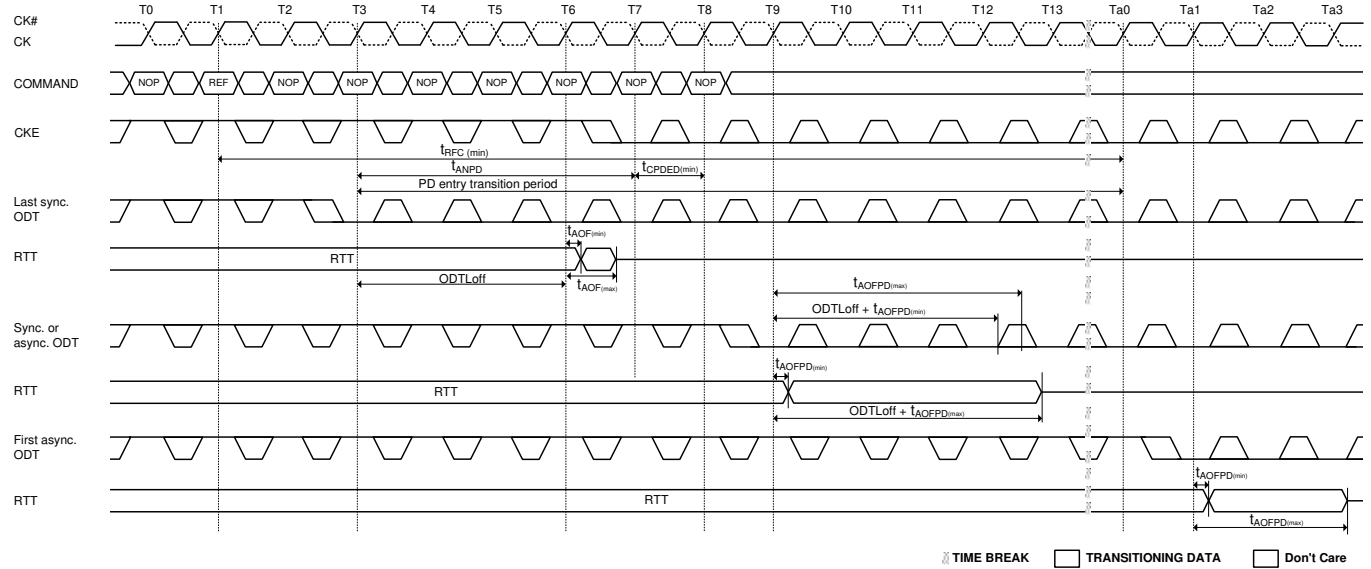 T0 T1 T2 T3 T4 T5 T6 T7 T8 T9 T10 T11 T12 T13 Ta0 Ta1 Ta2 Ta3
CK#
CK
COMMAND NOP REF NOP NOP NOP NOP NOP NOP NOP
CKE
tRFC (min)
tANPD tCPDED(min)
PD entry transition period
Last sync.
ODT
tAOF(min)
RTT RTT
ODTLoff tAOF(max)
tAOFPD(max)
ODTLoff + tAOFPD(min)
Sync. or
async. ODT
tAOFPD(min)
RTT RTT
ODTLoff + tAOFPD(max)
First async.
ODT
tAOFPD(min)
RTT RTT
tAOFPD(max)
TIME BREAK TRANSITIONING DATA Don't Care